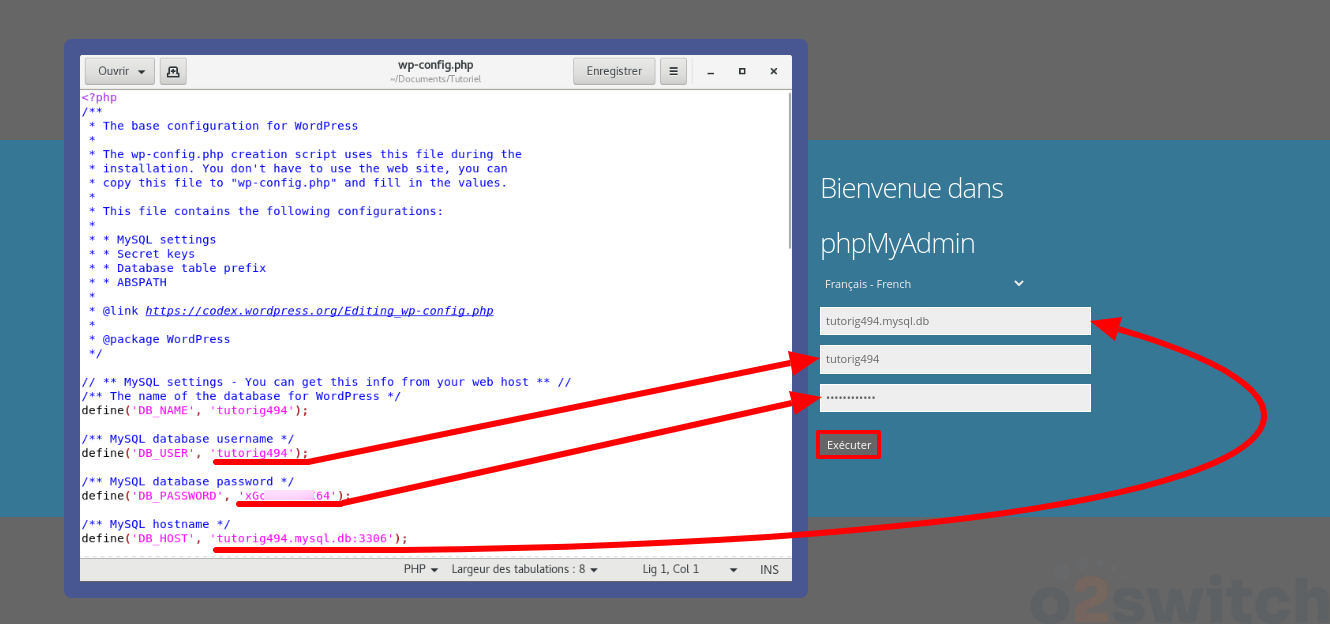 Ouvrir
wp-config.php
~/Documents/Tutoriel
Enregistrer
<?php
/**
 * The base configuration for WordPress
 *
 * The wp-config.php creation script uses this file during the
 * installation. You don't have to use the web site, you can
 * copy this file to "wp-config.php" and fill in the values.
 *
 * This file contains the following configurations:
 *
 * * MySQL settings
 * * Secret keys
 * * Database table prefix
 * * ABSPATH
 *
 * @link https://codex.wordpress.org/Editing_wp-config.php
 *
 * @package WordPress
 */
// ** MySQL settings - You can get this info from your web host ** //
/** The name of the database for WordPress */
define('DB_NAME', 'tutorig494');
/** MySQL database username */
define('DB_USER', 'tutorig494');
/** MySQL database password */
define('DB_PASSWORD', 'xG 64');
/** MySQL hostname */
define('DB_HOST', 'tutorig494.mysql.db:3306');
PHP
Largeur des tabulations : 8
Lig 1, Col 1
INS
Bienvenue dans
phpMyAdmin
Français - French
tutorig494.mysql.db
tutorig494
••••••••••••
Exécuter
o2switch